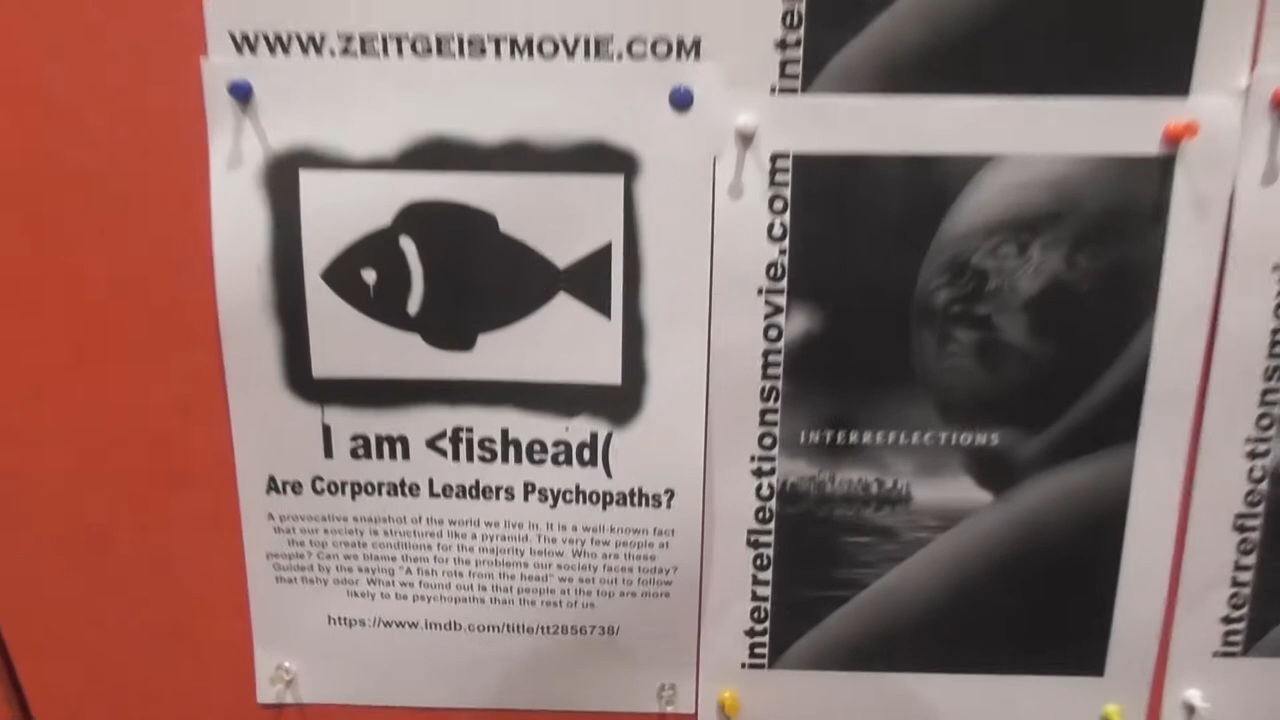 WWW.ZEITGEISTMOVIE.COM
I am <fishead(
Are Corporate Leaders Psychopaths?
A provocative snapshot of the world we live in. It is a well-known fact
that our society is structured like a pyramid. The very few people at
the top create conditions for the majority below. Who are these
people? Can we blame them for the problems our society faces today?
Guided by the saying "A fish rots from the head" we set out to follow
that fishy odor. What we found out is that people at the top are more
likely to be psychopaths than the rest of us.
https://www.imdb.com/title/tt2856738/
inte
interreflectionsmovie.com
INTERREFLECTIONS
interreflectionsmovi